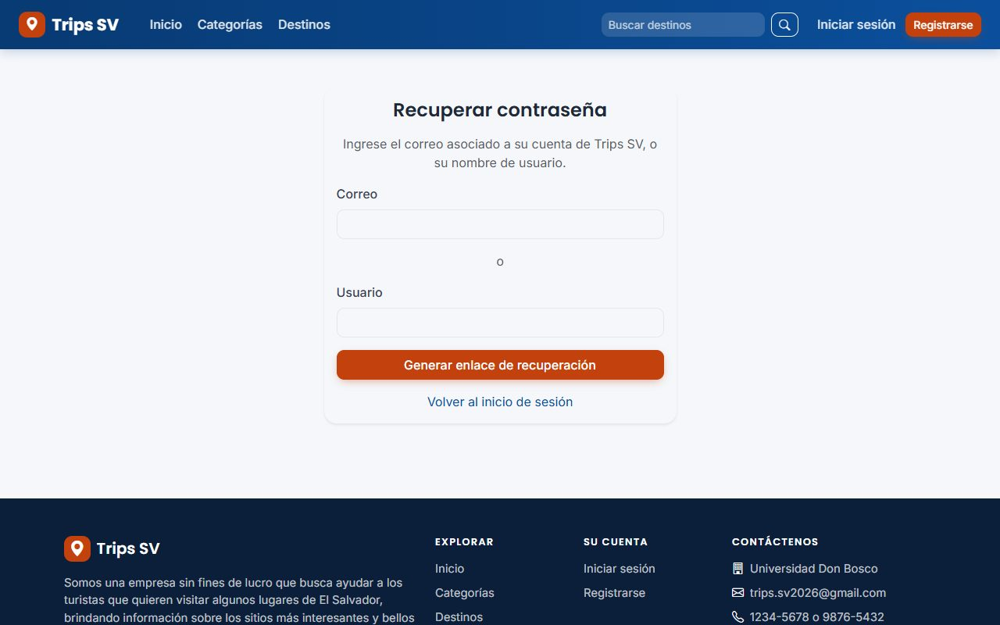 Trips SV
Inicio
Categorías
Destinos
Buscar destinos
Iniciar sesión
Registrarse
Recuperar contraseña
Ingrese el correo asociado a su cuenta de Trips SV, o
su nombre de usuario.
Correo
o
Usuario
Generar enlace de recuperación
Volver al inicio de sesión
Trips SV
Somos una empresa sin fines de lucro que busca ayudar a los
turistas que quieren visitar algunos lugares de El Salvador,
brindando información sobre los sitios más interesantes y bellos
EXPLORAR
Inicio
Categorías
Destinos
SU CUENTA
Iniciar sesión
Registrarse
CONTÁCTENOS
Universidad Don Bosco
trips.sv2026@gmail.com
1234-5678 o 9876-5432